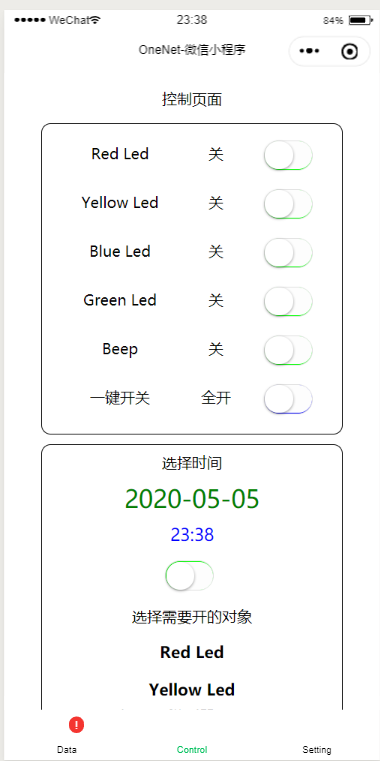 WeChat 23:38 84%
OneNet-微信小程序
控制页面
Red Led 关
Yellow Led 关
Blue Led 关
Green Led 关
Beep 关
一键开关 全开
选择时间
2020-05-05
23:38
选择需要开的对象
Red Led
Yellow Led
Data Control Setting